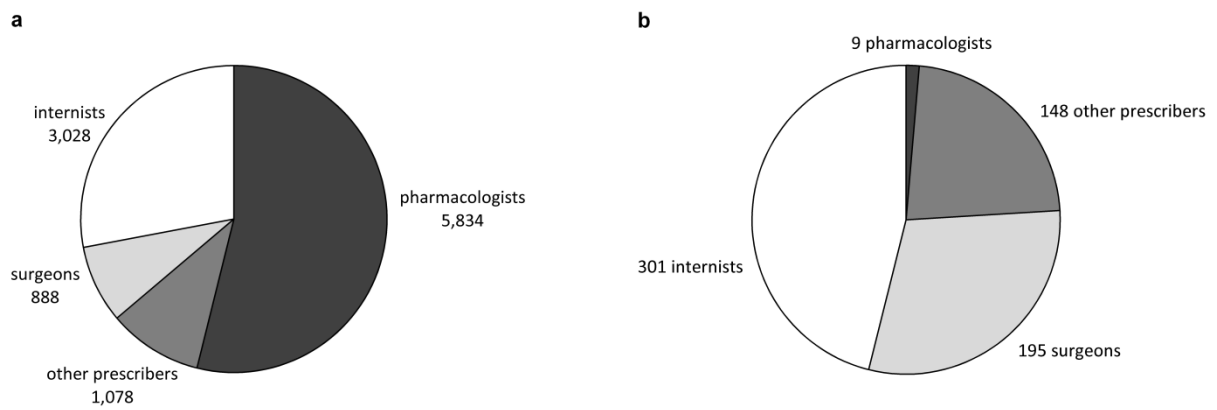 a
internists
3,028
pharmacologists
5,834
surgeons
888
other prescribers
1,078
b
9 pharmacologists
148 other prescribers
301 internists
195 surgeons